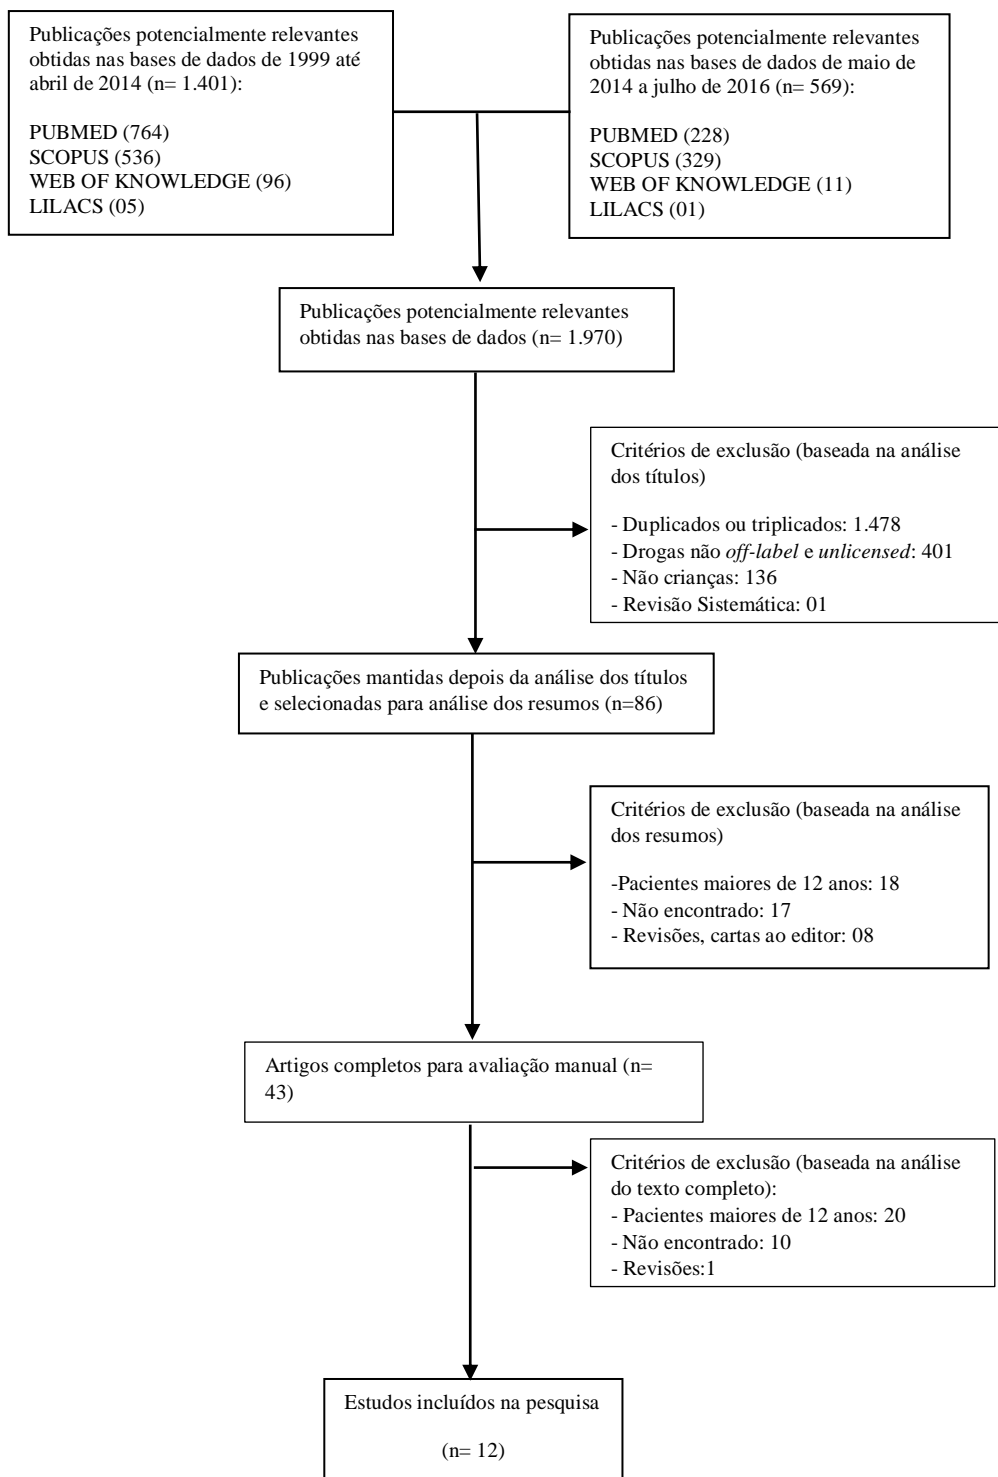 Publicações potencialmente relevantes
obtidas nas bases de dados de 1999 até
abril de 2014 (n= 1.401):
PUBMED (764)
SCOPUS (536)
WEB OF KNOWLEDGE (96)
LILACS (05)
Publicações potencialmente relevantes
obtidas nas bases de dados de maio de
2014 a julho de 2016 (n= 569):
PUBMED (228)
SCOPUS (329)
WEB OF KNOWLEDGE (11)
LILACS (01)
Publicações potencialmente relevantes
obtidas nas bases de dados (n= 1.970)
Critérios de exclusão (baseada na análise
dos títulos)
- Duplicados ou triplicados: 1.478
- Drogas não off-label e unlicensed: 401
- Não crianças: 136
- Revisão Sistemática: 01
Publicações mantidas depois da análise dos títulos
e selecionadas para análise dos resumos (n=86)
Critérios de exclusão (baseada na análise
dos resumos)
-Pacientes maiores de 12 anos: 18
- Não encontrado: 17
- Revisões, cartas ao editor: 08
Artigos completos para avaliação manual (n=
43)
Critérios de exclusão (baseada na análise
do texto completo):
- Pacientes maiores de 12 anos: 20
- Não encontrado: 10
- Revisões:1
Estudos incluídos na pesquisa
(n= 12)